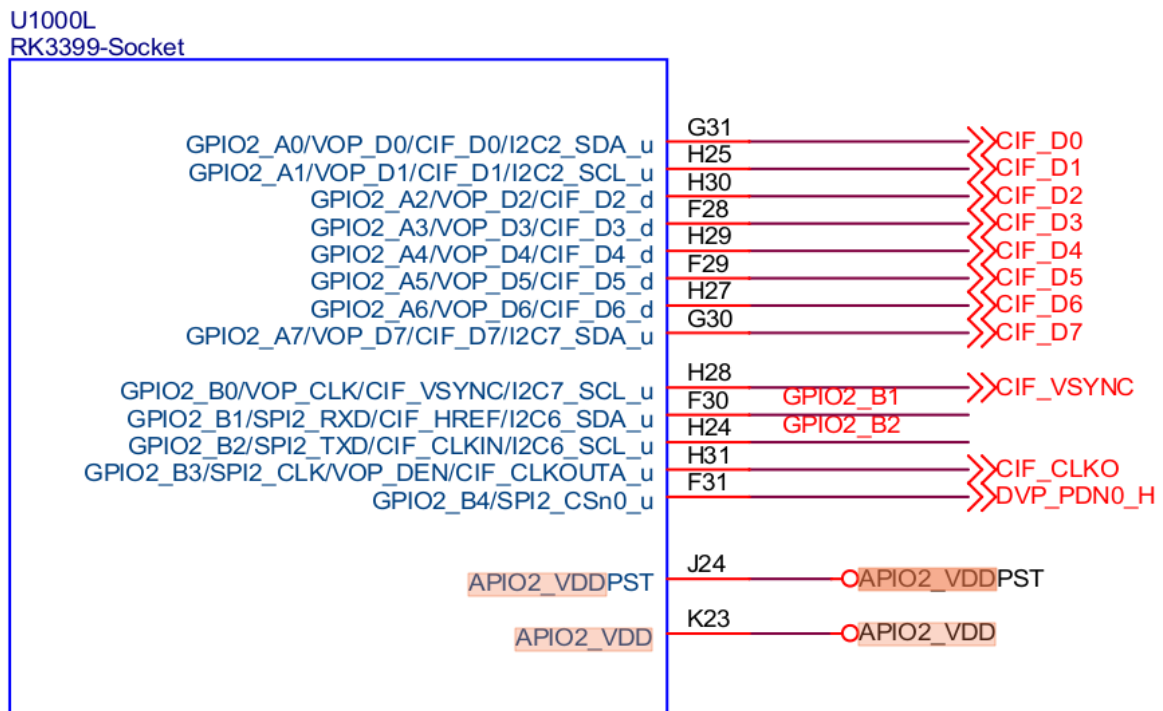 U1000L
RK3399-Socket
GPIO2_A0/VOP_D0/CIF_D0/I2C2_SDA_u G31 CIF_D0
GPIO2_A1/VOP_D1/CIF_D1/I2C2_SCL_u H25 CIF_D1
GPIO2_A2/VOP_D2/CIF_D2_d H30 CIF_D2
GPIO2_A3/VOP_D3/CIF_D3_d F28 CIF_D3
GPIO2_A4/VOP_D4/CIF_D4_d H29 CIF_D4
GPIO2_A5/VOP_D5/CIF_D5_d F29 CIF_D5
GPIO2_A6/VOP_D6/CIF_D6_d H27 CIF_D6
GPIO2_A7/VOP_D7/CIF_D7/I2C7_SDA_u G30 CIF_D7
GPIO2_B0/VOP_CLK/CIF_VSYNC/I2C7_SCL_u H28 CIF_VSYNC
GPIO2_B1/SPI2_RXD/CIF_HREF/I2C6_SDA_u F30 GPIO2_B1
GPIO2_B2/SPI2_TXD/CIF_CLKIN/I2C6_SCL_u H24 GPIO2_B2
GPIO2_B3/SPI2_CLK/VOP_DEN/CIF_CLKOUTA_u H31 CIF_CLKO
GPIO2_B4/SPI2_CSn0_u F31 DVP_PDN0_H
APIO2_VDDPST J24 APIO2_VDDPST
APIO2_VDD K23 APIO2_VDD